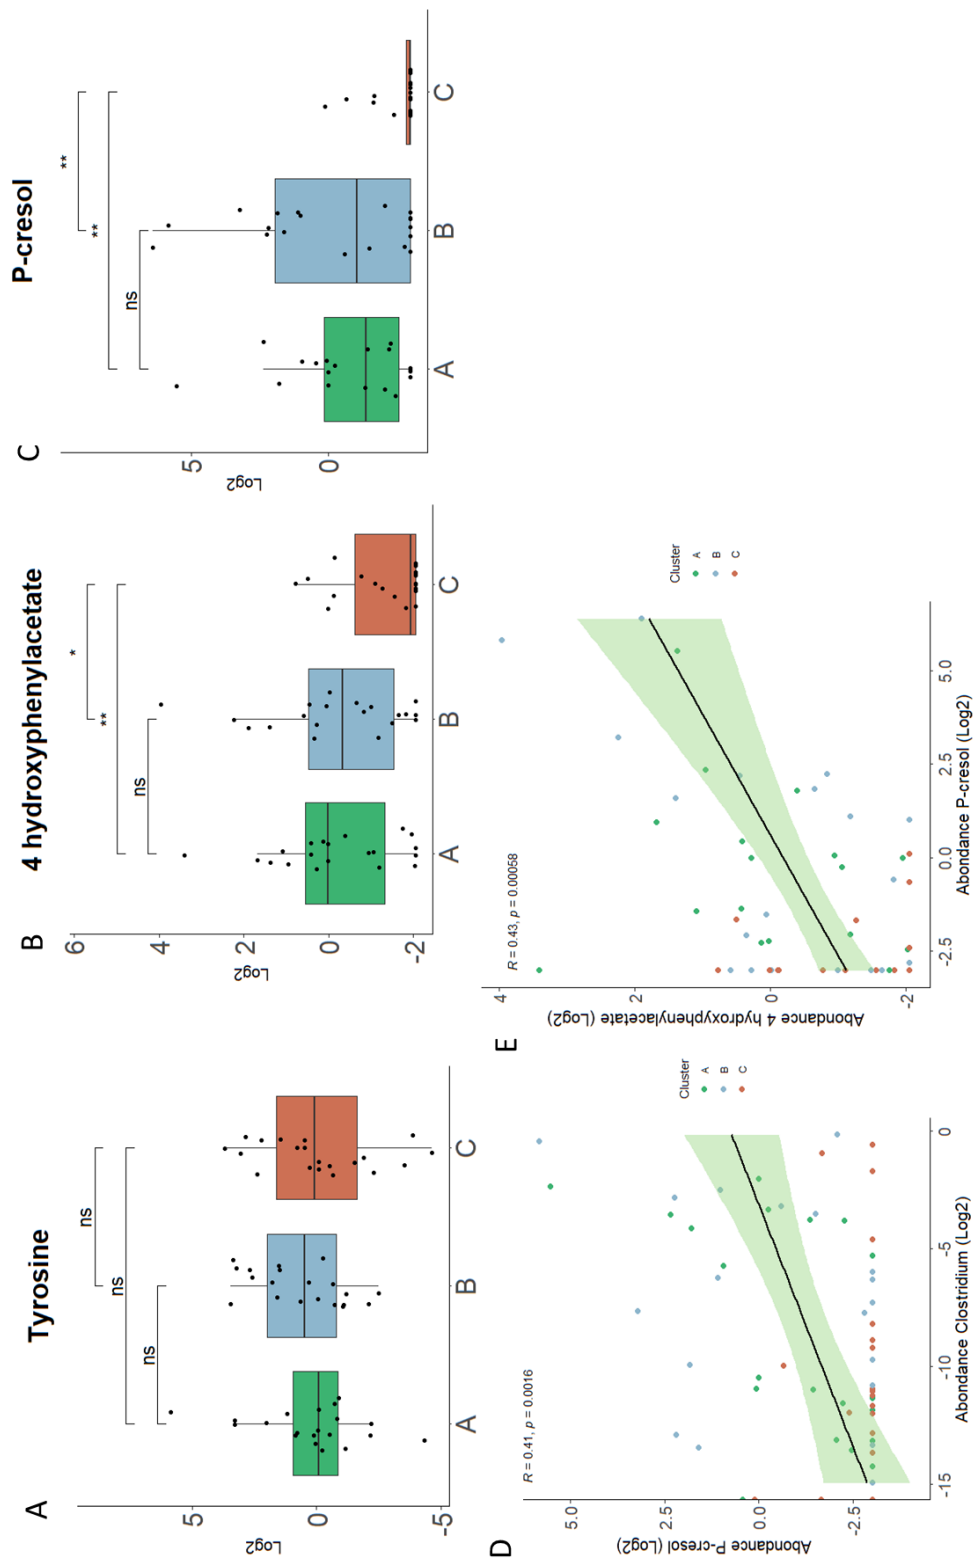 A
Tyrosine
ns
ns
ns
Log2
5
0
-5
A
B
C
B
4 hydroxyphenylacetate
*
**
ns
Log2
6
4
2
0
-2
A
B
C
C
P-cresol
**
**
ns
Log2
5
0
A
B
C
D
R = 0.41, p = 0.0016
Abondance P-cresol (Log2)
5.0
2.5
0.0
-2.5
-15
-10
-5
0
Abondance Clostridium (Log2)
Cluster
A
B
C
E
R = 0.43, p = 0.00058
Abondance 4 hydroxyphenylacetate (Log2)
4
2
0
-2
-2.5
0.0
2.5
5.0
Abondance P-cresol (Log2)
Cluster
A
B
C